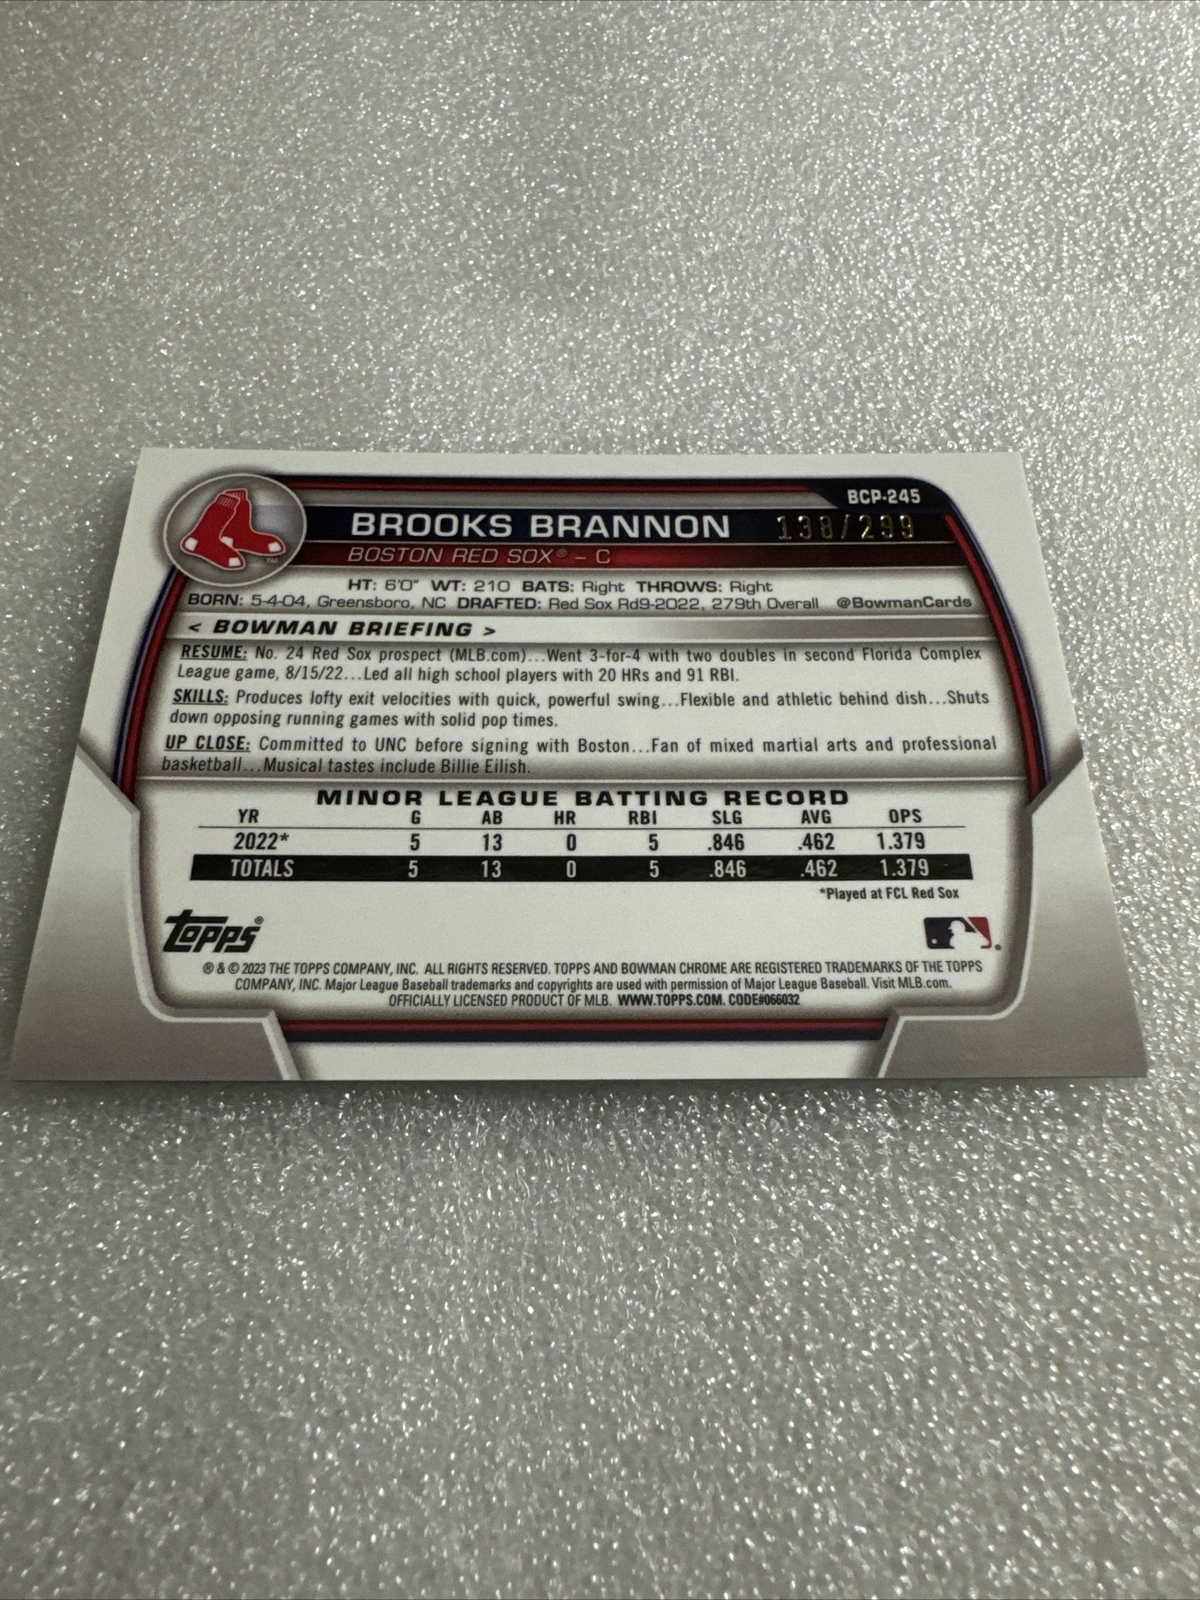 BCP-245
BROOKS BRANNON 138/299
BOSTON RED SOX® – C
HT: 6'0" WT: 210 BATS: Right THROWS: Right
BORN: 5-4-04, Greensboro, NC DRAFTED: Red Sox Rd9-2022, 279th Overall @BowmanCards
< BOWMAN BRIEFING >
RESUME: No. 24 Red Sox prospect (MLB.com)...Went 3-for-4 with two doubles in second Florida Complex
League game, 8/15/22...Led all high school players with 20 HRs and 91 RBI.
SKILLS: Produces lofty exit velocities with quick, powerful swing...Flexible and athletic behind dish...Shuts
down opposing running games with solid pop times.
UP CLOSE: Committed to UNC before signing with Boston...Fan of mixed martial arts and professional
basketball...Musical tastes include Billie Eilish.
MINOR LEAGUE BATTING RECORD
YR G AB HR RBI SLG AVG OPS
2022* 5 13 0 5 .846 .462 1.379
TOTALS 5 13 0 5 .846 .462 1.379
*Played at FCL Red Sox
Topps®
® & © 2023 THE TOPPS COMPANY, INC. ALL RIGHTS RESERVED. TOPPS AND BOWMAN CHROME ARE REGISTERED TRADEMARKS OF THE TOPPS
COMPANY, INC. Major League Baseball trademarks and copyrights are used with permission of Major League Baseball. Visit MLB.com.
OFFICIALLY LICENSED PRODUCT OF MLB. WWW.TOPPS.COM. CODE#066032